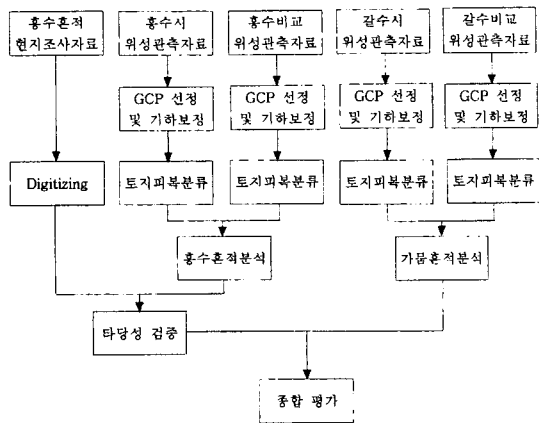 홍수흔적
현지조사자료
홍수시
위성관측자료
홍수비교
위성관측자료
갈수시
위성관측자료
갈수비교
위성관측자료
GCP 선정
및 기하보정
GCP 선정
및 기하보정
GCP 선정
및 기하보정
GCP 선정
및 기하보정
Digitizing
토지피복분류
토지피복분류
토지피복분류
토지피복분류
홍수흔적분석
가뭄흔적분석
타당성 검증
종합 평가